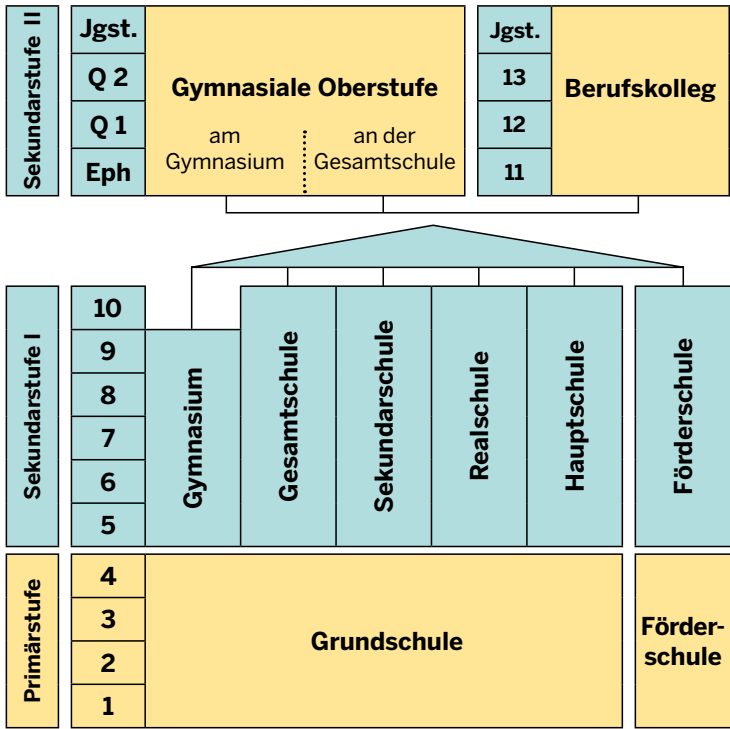 Sekundarstufe II
Jgst.
Q 2
Q 1
Eph
Gymnasiale Oberstufe
am
Gymnasium
an der
Gesamtschule
Jgst.
13
12
11
Berufskolleg
Sekundarstufe I
10
9
8
7
6
5
Gymnasium
Gesamtschule
Sekundarschule
Realschule
Hauptschule
Förderschule
Primärstufe
4
3
2
1
Grundschule
Förder-
schule